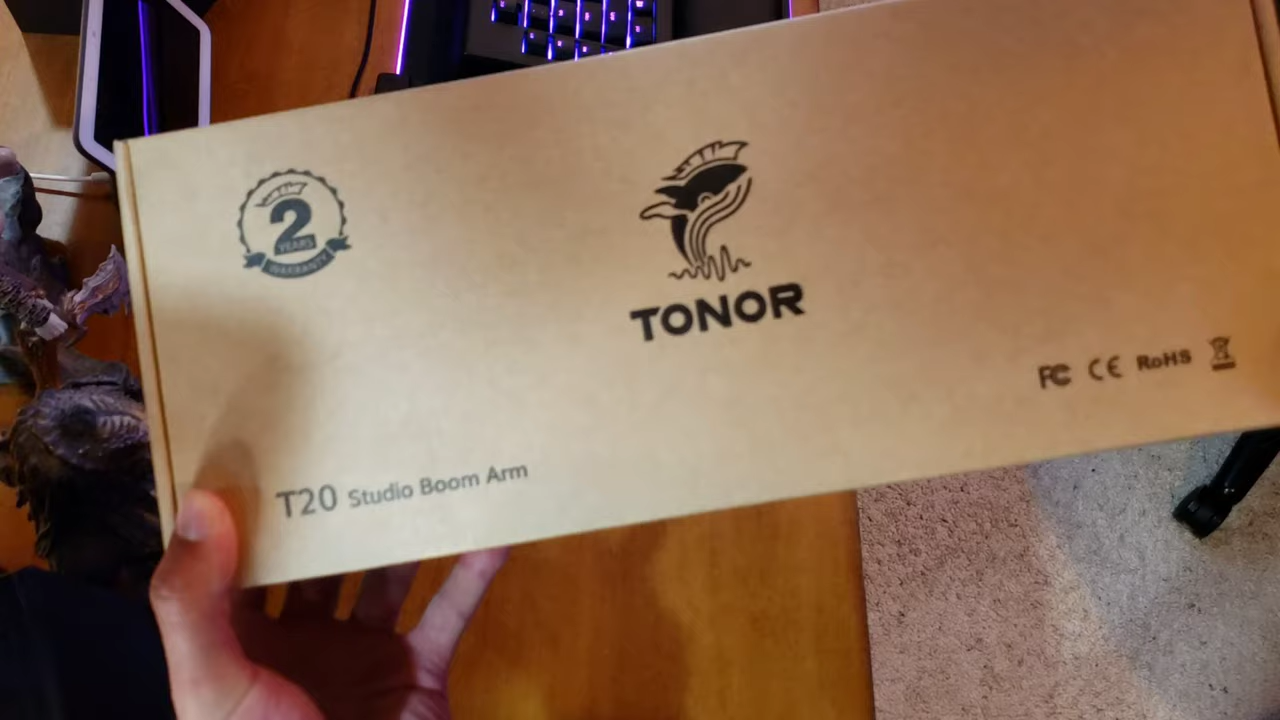 2
YEARS
WARRANTY
TONOR
FC CE RoHS
T20 Studio Boom Arm